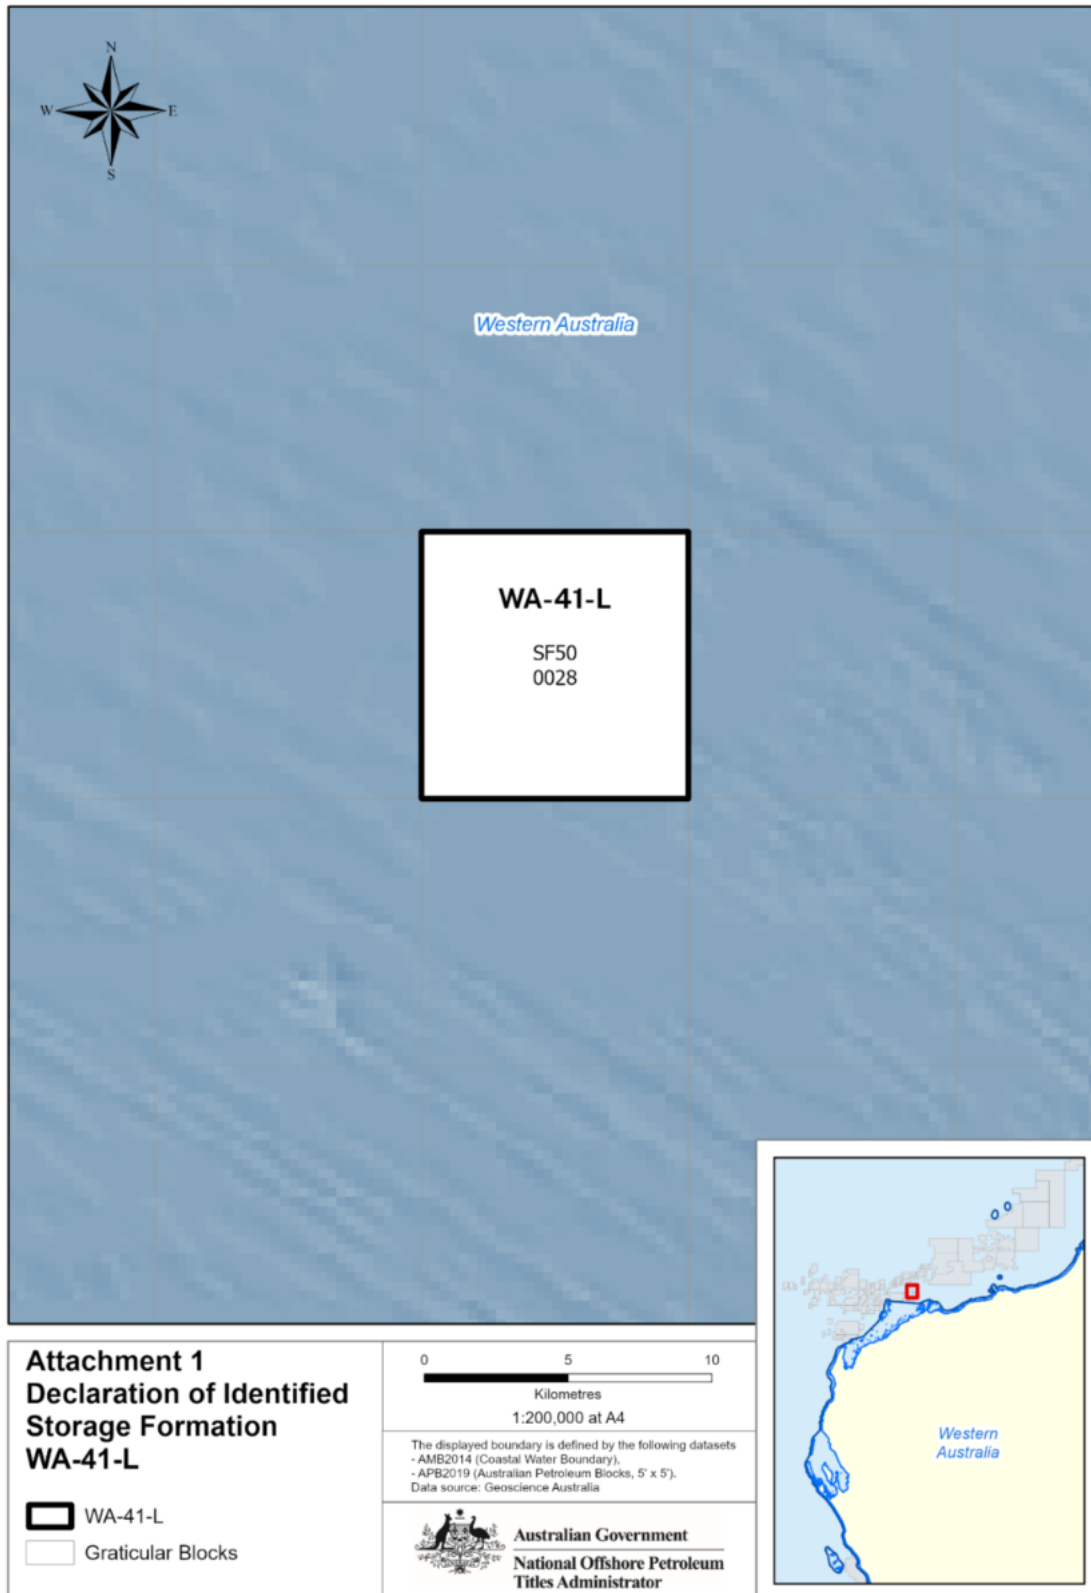 N
W E
S
Western Australia
WA-41-L
SF50
0028
Attachment 1
Declaration of Identified
Storage Formation
WA-41-L
WA-41-L
Graticular Blocks
0 5 10
Kilometres
1:200,000 at A4
The displayed boundary is defined by the following datasets
- AMB2014 (Coastal Water Boundary),
- APB2019 (Australian Petroleum Blocks, 5' x 5').
Data source: Geoscience Australia
Australian Government
National Offshore Petroleum
Titles Administrator
Western
Australia